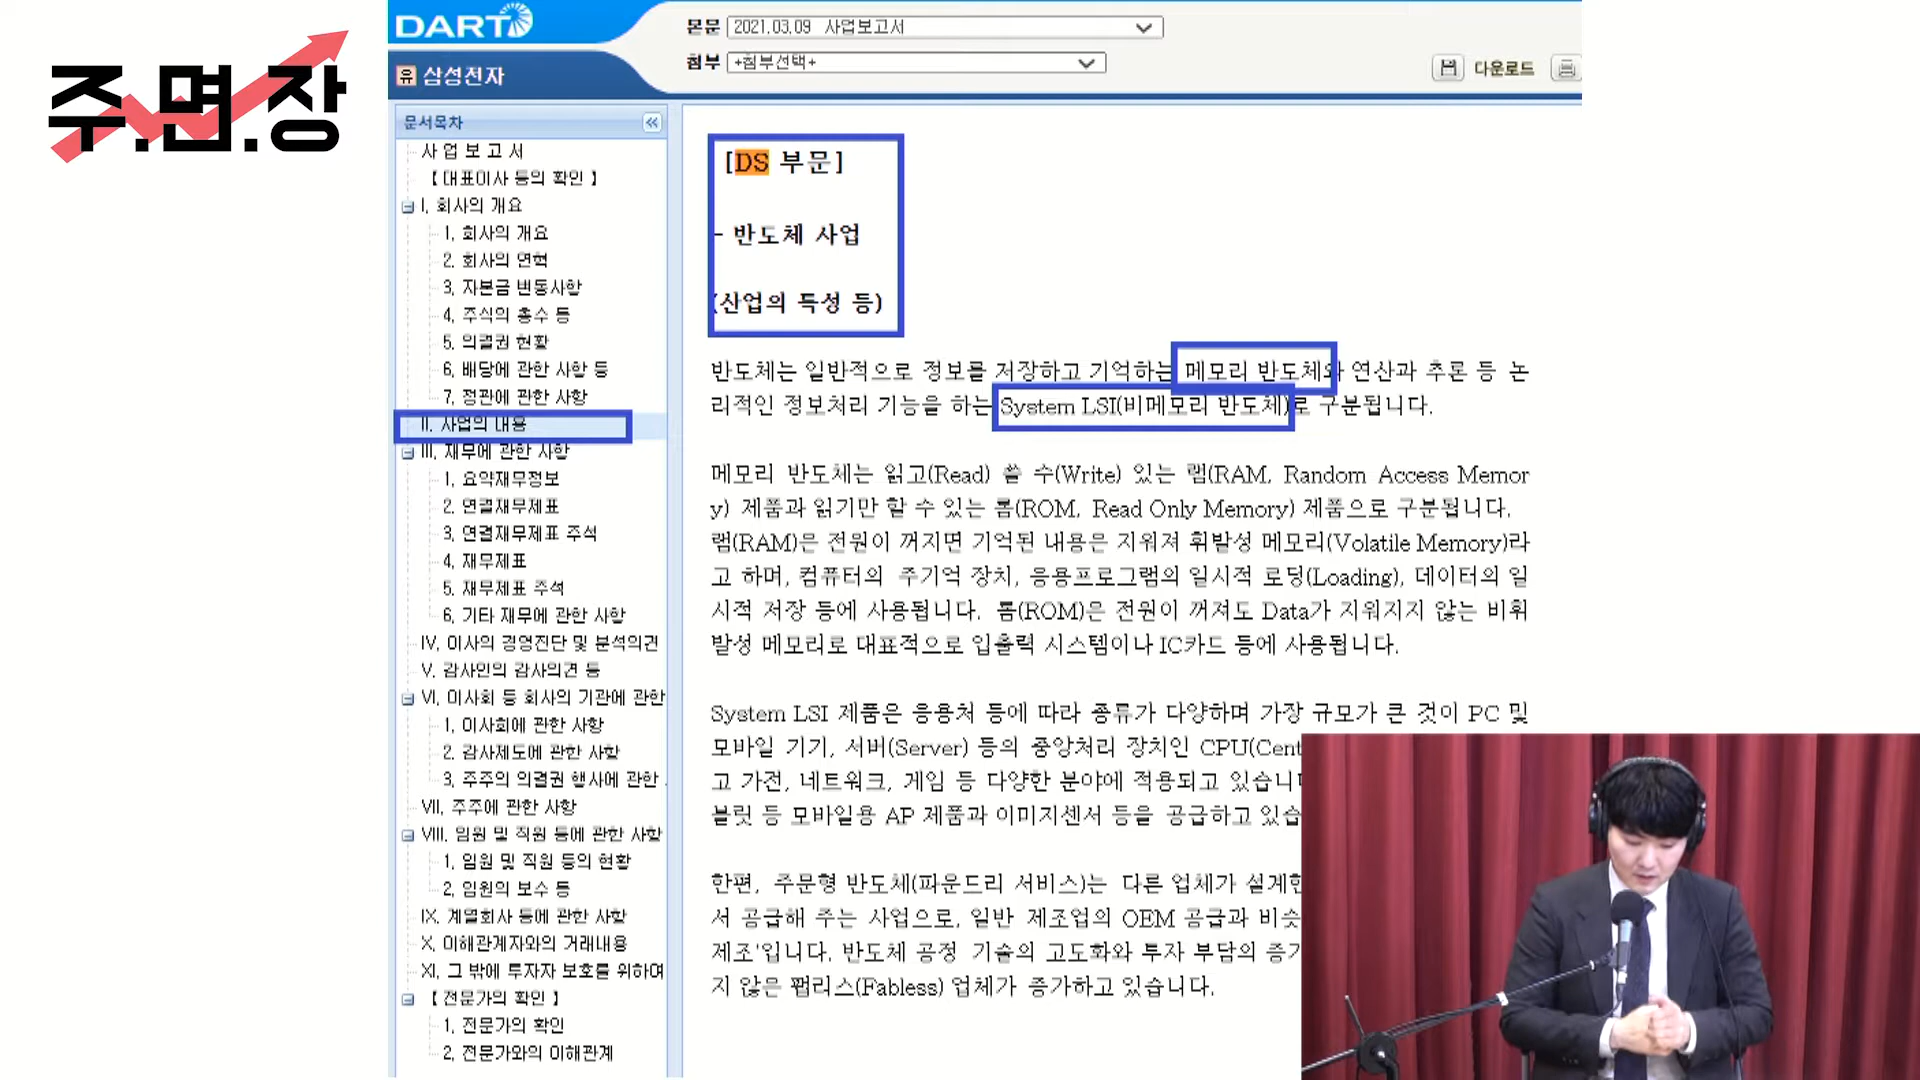 주.면.장
DART
본문 2021.03.09 사업보고서
첨부 +첨부선택+
유 삼성전자
다운로드
문서목차
사 업 보 고 서
【 대표이사 등의 확인 】
I. 회사의 개요
1. 회사의 개요
2. 회사의 연혁
3. 자본금 변동사항
4. 주식의 총수 등
5. 의결권 현황
6. 배당에 관한 사항 등
7. 정관에 관한 사항
II. 사업의 내용
III. 재무에 관한 사항
1. 요약재무정보
2. 연결재무제표
3. 연결재무제표 주석
4. 재무제표
5. 재무제표 주석
6. 기타 재무에 관한 사항
IV. 이사의 경영진단 및 분석의견
V. 감사인의 감사의견 등
VI. 이사회 등 회사의 기관에 관한
1. 이사회에 관한 사항
2. 감사제도에 관한 사항
3. 주주의 의결권 행사에 관한
VII. 주주에 관한 사항
VIII. 임원 및 직원 등에 관한 사항
1. 임원 및 직원 등의 현황
2. 임원의 보수 등
IX. 계열회사 등에 관한 사항
X. 이해관계자와의 거래내용
XI. 그 밖에 투자자 보호를 위하여
【 전문가의 확인 】
1. 전문가의 확인
2. 전문가와의 이해관계
[DS 부문]
- 반도체 사업
(산업의 특성 등)
반도체는 일반적으로 정보를 저장하고 기억하는 메모리 반도체와 연산과 추론 등 논
리적인 정보처리 기능을 하는 System LSI(비메모리 반도체)로 구분됩니다.
메모리 반도체는 읽고(Read) 쓸 수(Write) 있는 램(RAM, Random Access Memor
y) 제품과 읽기만 할 수 있는 롬(ROM, Read Only Memory) 제품으로 구분됩니다.
램(RAM)은 전원이 꺼지면 기억된 내용은 지워져 휘발성 메모리(Volatile Memory)라
고 하며, 컴퓨터의 주기억 장치, 응용프로그램의 일시적 로딩(Loading), 데이터의 일
시적 저장 등에 사용됩니다. 롬(ROM)은 전원이 꺼져도 Data가 지워지지 않는 비휘
발성 메모리로 대표적으로 입출력 시스템이나 IC카드 등에 사용됩니다.
System LSI 제품은 응용처 등에 따라 종류가 다양하며 가장 규모가 큰 것이 PC 및
모바일 기기, 서버(Server) 등의 중앙처리 장치인 CPU(Cent
고 가전, 네트워크, 게임 등 다양한 분야에 적용되고 있습니
블릿 등 모바일용 AP 제품과 이미지센서 등을 공급하고 있습
한편, 주문형 반도체(파운드리 서비스)는 다른 업체가 설계한
서 공급해 주는 사업으로, 일반 제조업의 OEM 공급과 비슷
제조'입니다. 반도체 공정 기술의 고도화와 투자 부담의 증가
지 않은 팹리스(Fabless) 업체가 증가하고 있습니다.